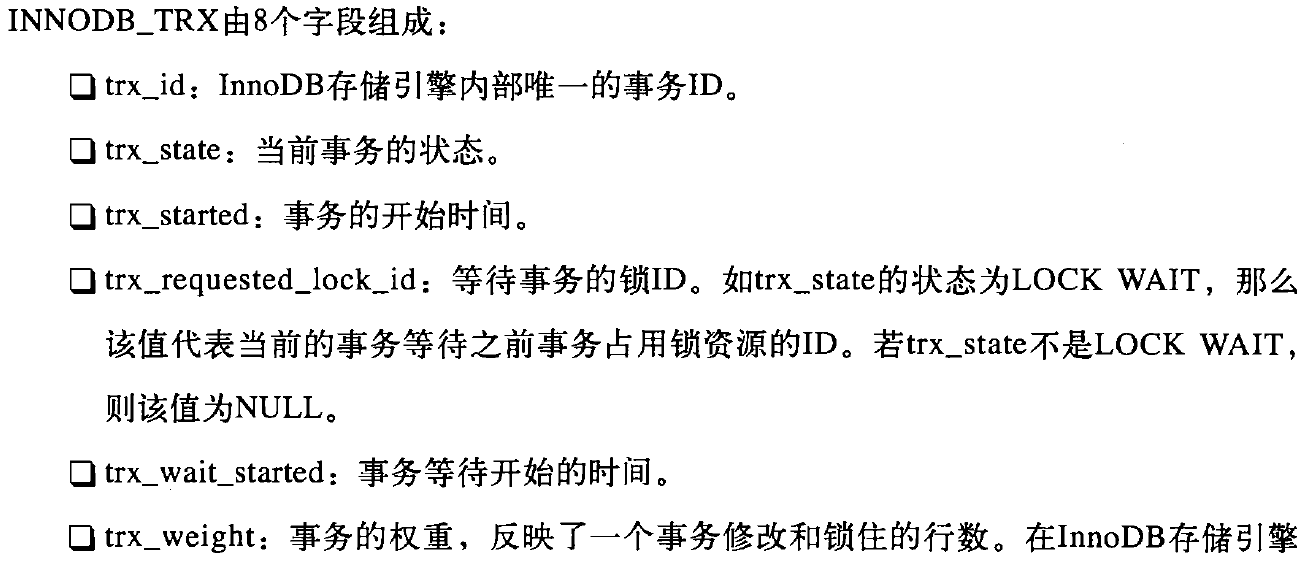 INNODB_TRX由8个字段组成：
❑ trx_id：InnoDB存储引擎内部唯一的事务ID。
❑ trx_state：当前事务的状态。
❑ trx_started：事务的开始时间。
❑ trx_requested_lock_id：等待事务的锁ID。如trx_state的状态为LOCK WAIT，那么
该值代表当前的事务等待之前事务占用锁资源的ID。若trx_state不是LOCK WAIT，
则该值为NULL。
❑ trx_wait_started：事务等待开始的时间。
❑ trx_weight：事务的权重，反映了一个事务修改和锁住的行数。在InnoDB存储引擎